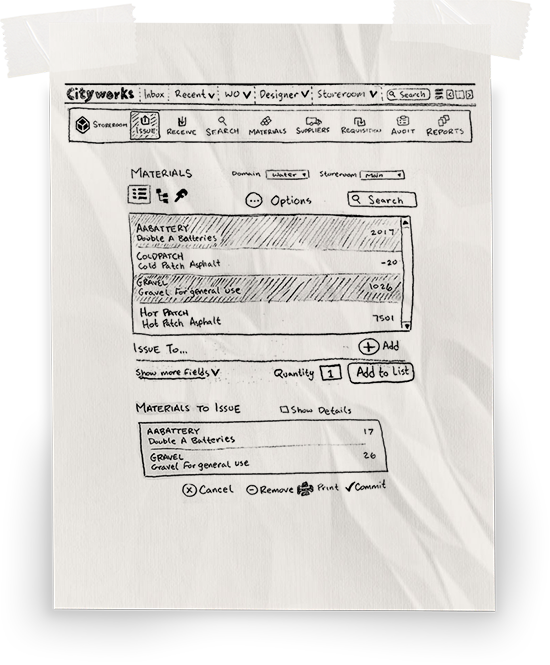 Cityworks Inbox Recent WO Designer Storeroom Search
STOREROOM ISSUE RECEIVE SEARCH MATERIALS SUPPLIERS REQUISITION AUDIT REPORTS
MATERIALS Domain Water Storeroom Main
Options Search
AABATTERY 2017
Double A Batteries
COLDPATCH -20
Cold Patch Asphalt
GRAVEL 1026
Gravel For general use
HOT PATCH 7501
Hot Patch Asphalt
ISSUE TO... Add
Show more fields Quantity 1 Add to List
MATERIALS TO ISSUE Show Details
AABATTERY 17
Double A Batteries
GRAVEL 26
Gravel For general use
Cancel Remove Print Commit